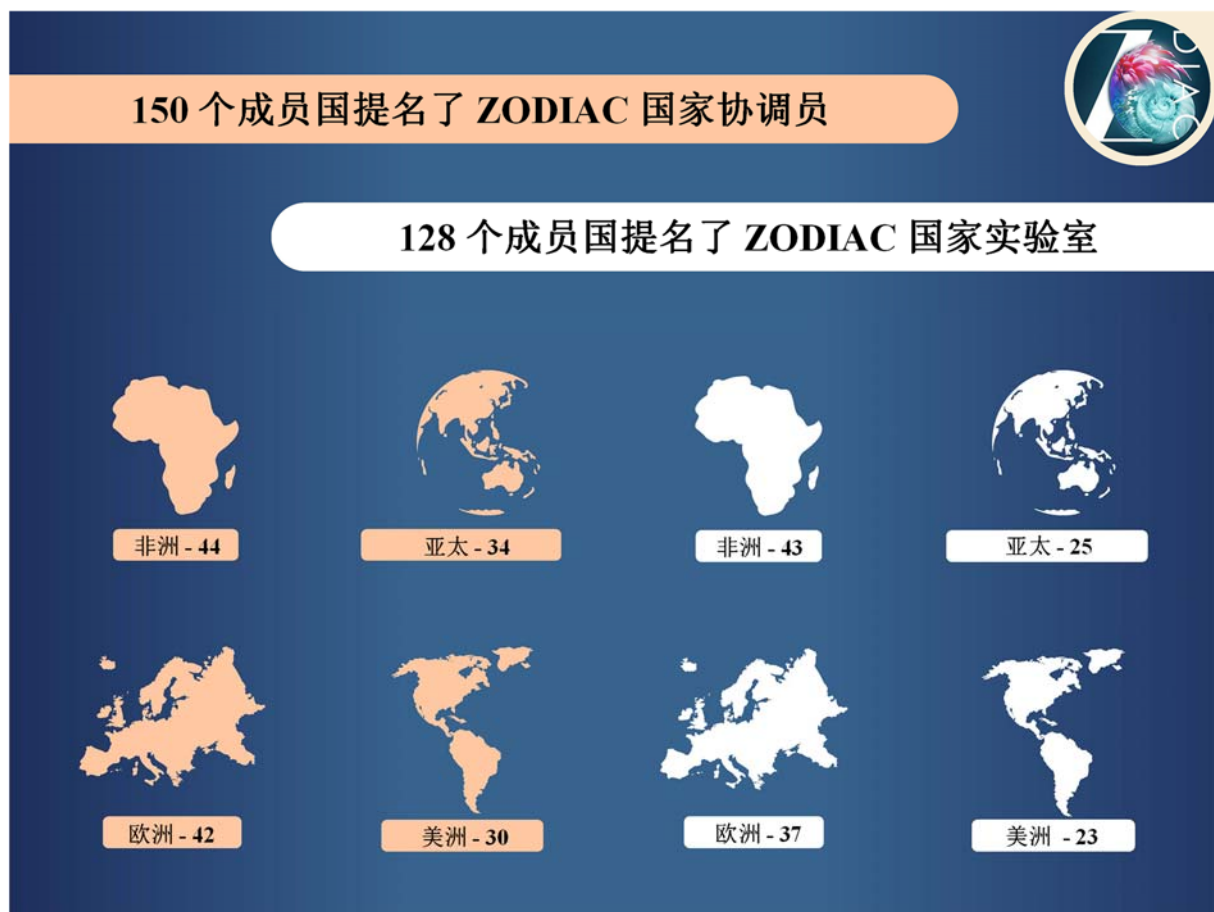 150 个成员国提名了 ZODIAC 国家协调员
ZODIAC
128 个成员国提名了 ZODIAC 国家实验室
非洲 - 44
亚太 - 34
非洲 - 43
亚太 - 25
欧洲 - 42
美洲 - 30
欧洲 - 37
美洲 - 23